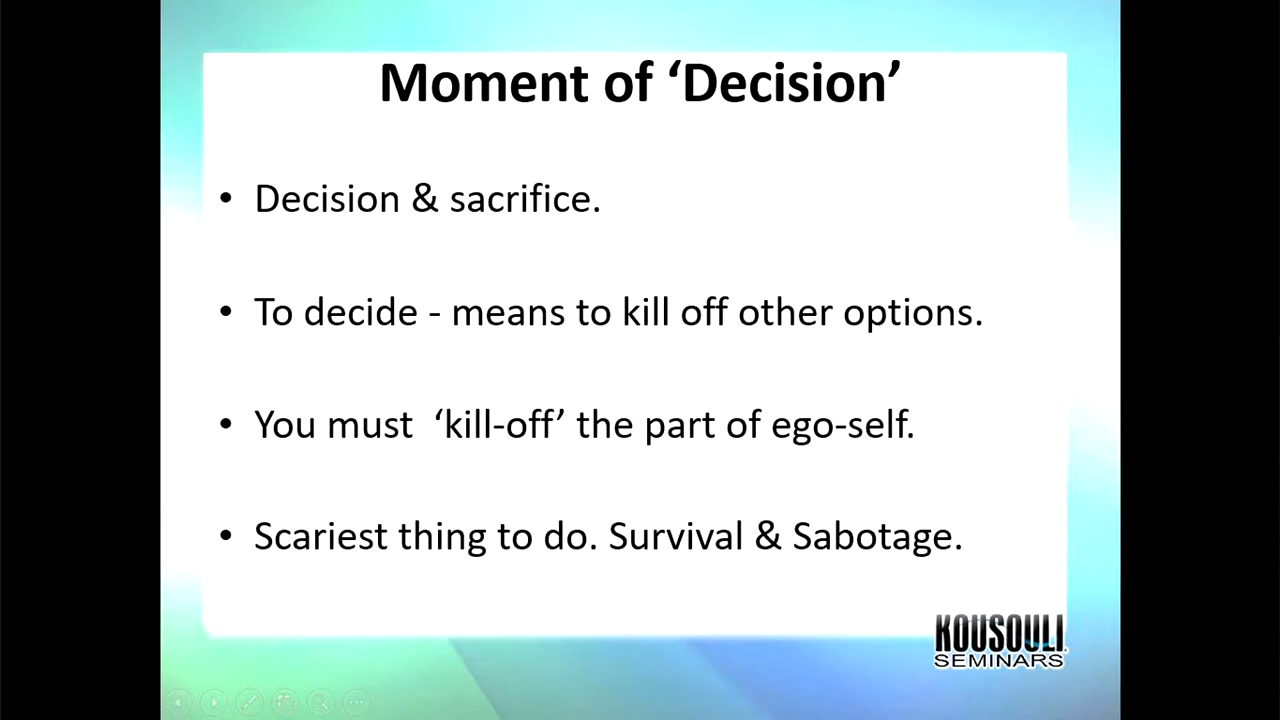 Moment of ‘Decision’
• Decision & sacrifice.
• To decide - means to kill off other options.
• You must  ‘kill-off’ the part of ego-self.
• Scariest thing to do. Survival & Sabotage.
KOUSOULI®
SEMINARS